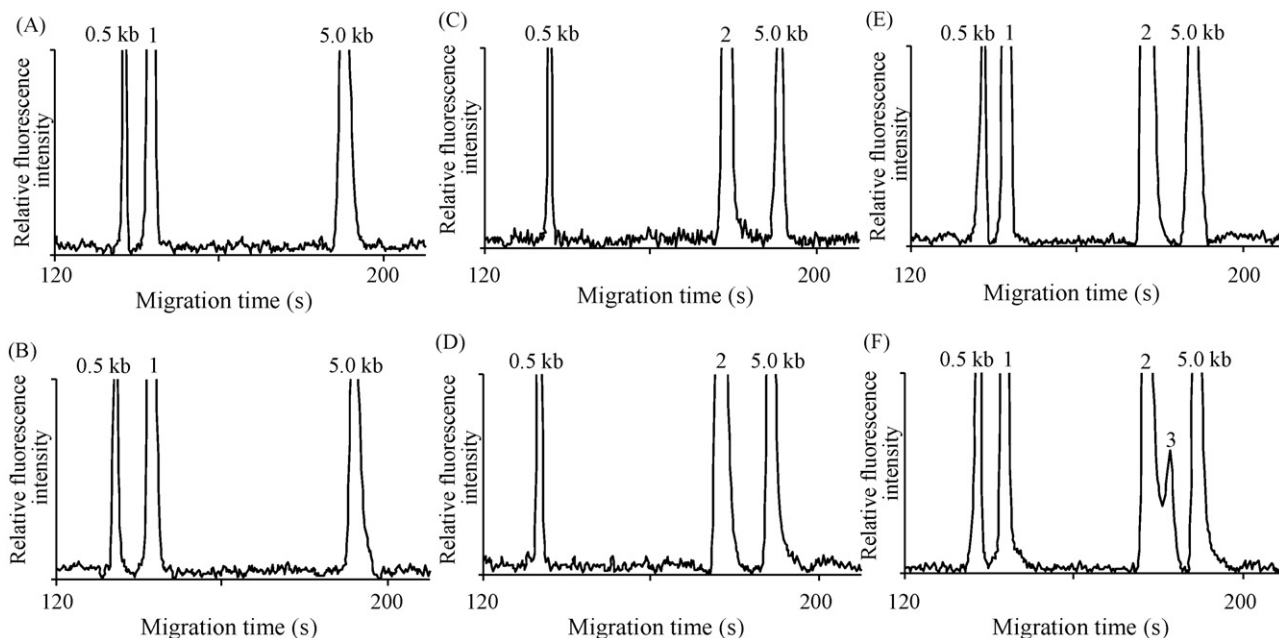 (A)
0.5 kb 1 5.0 kb
Relative fluorescence
intensity
120 200
Migration time (s)
(C)
0.5 kb 2 5.0 kb
Relative fluorescence
intensity
120 200
Migration time (s)
(E)
0.5 kb 1 2 5.0 kb
Relative fluorescence
intensity
120 200
Migration time (s)
(B)
0.5 kb 1 5.0 kb
Relative fluorescence
intensity
120 200
Migration time (s)
(D)
0.5 kb 2 5.0 kb
Relative fluorescence
intensity
120 200
Migration time (s)
(F)
0.5 kb 1 2 5.0 kb
3
Relative fluorescence
intensity
120 200
Migration time (s)